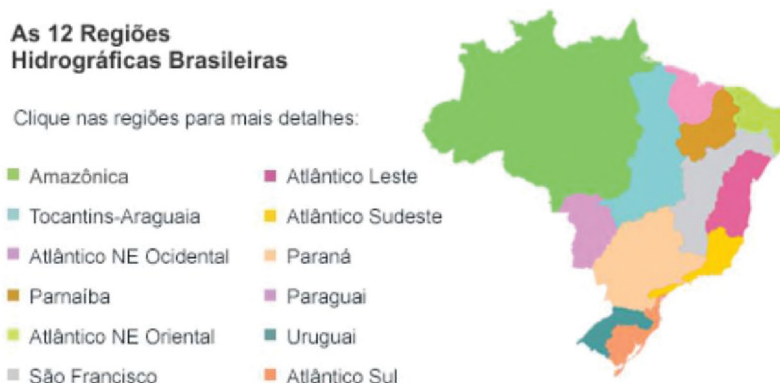 As 12 Regiões
Hidrográficas Brasileiras
Clique nas regiões para mais detalhes:
Amazônica
Tocantins-Araguaia
Atlântico NE Ocidental
Parnaíba
Atlântico NE Oriental
São Francisco
Atlântico Leste
Atlântico Sudeste
Paraná
Paraguai
Uruguai
Atlântico Sul